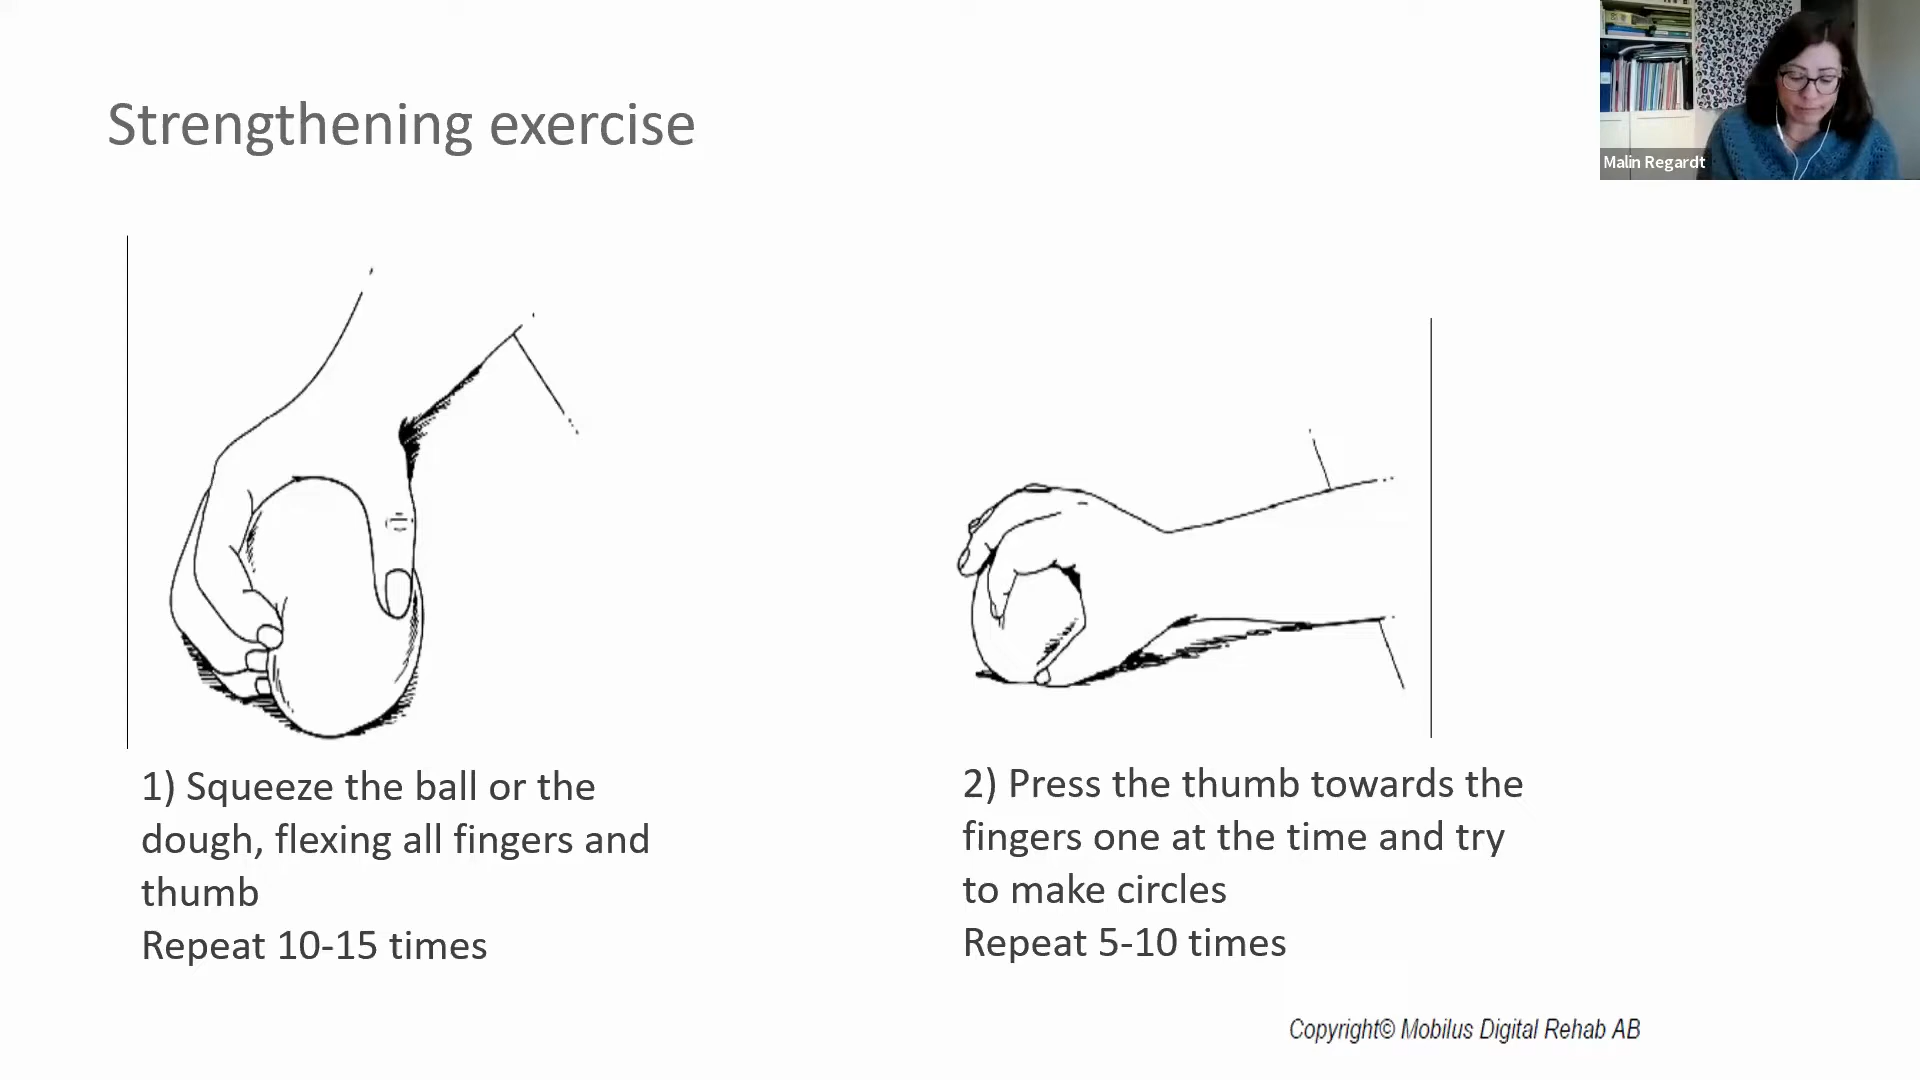 Strengthening exercise
Malin Regardt
1) Squeeze the ball or the
dough, flexing all fingers and
thumb
Repeat 10-15 times
2) Press the thumb towards the
fingers one at the time and try
to make circles
Repeat 5-10 times
Copyright© Mobilus Digital Rehab AB